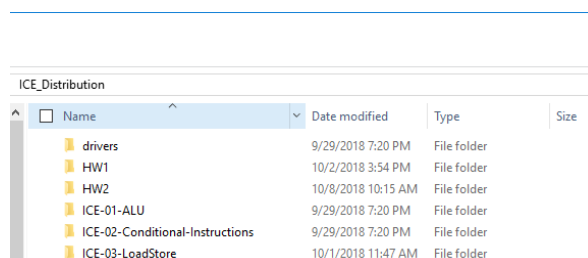 ICE_Distribution
Name Date modified Type Size
drivers 9/29/2018 7:20 PM File folder
HW1 10/2/2018 3:54 PM File folder
HW2 10/8/2018 10:15 AM File folder
ICE-01-ALU 9/29/2018 7:20 PM File folder
ICE-02-Conditional-Instructions 9/29/2018 7:20 PM File folder
ICE-03-LoadStore 10/1/2018 11:47 AM File folder